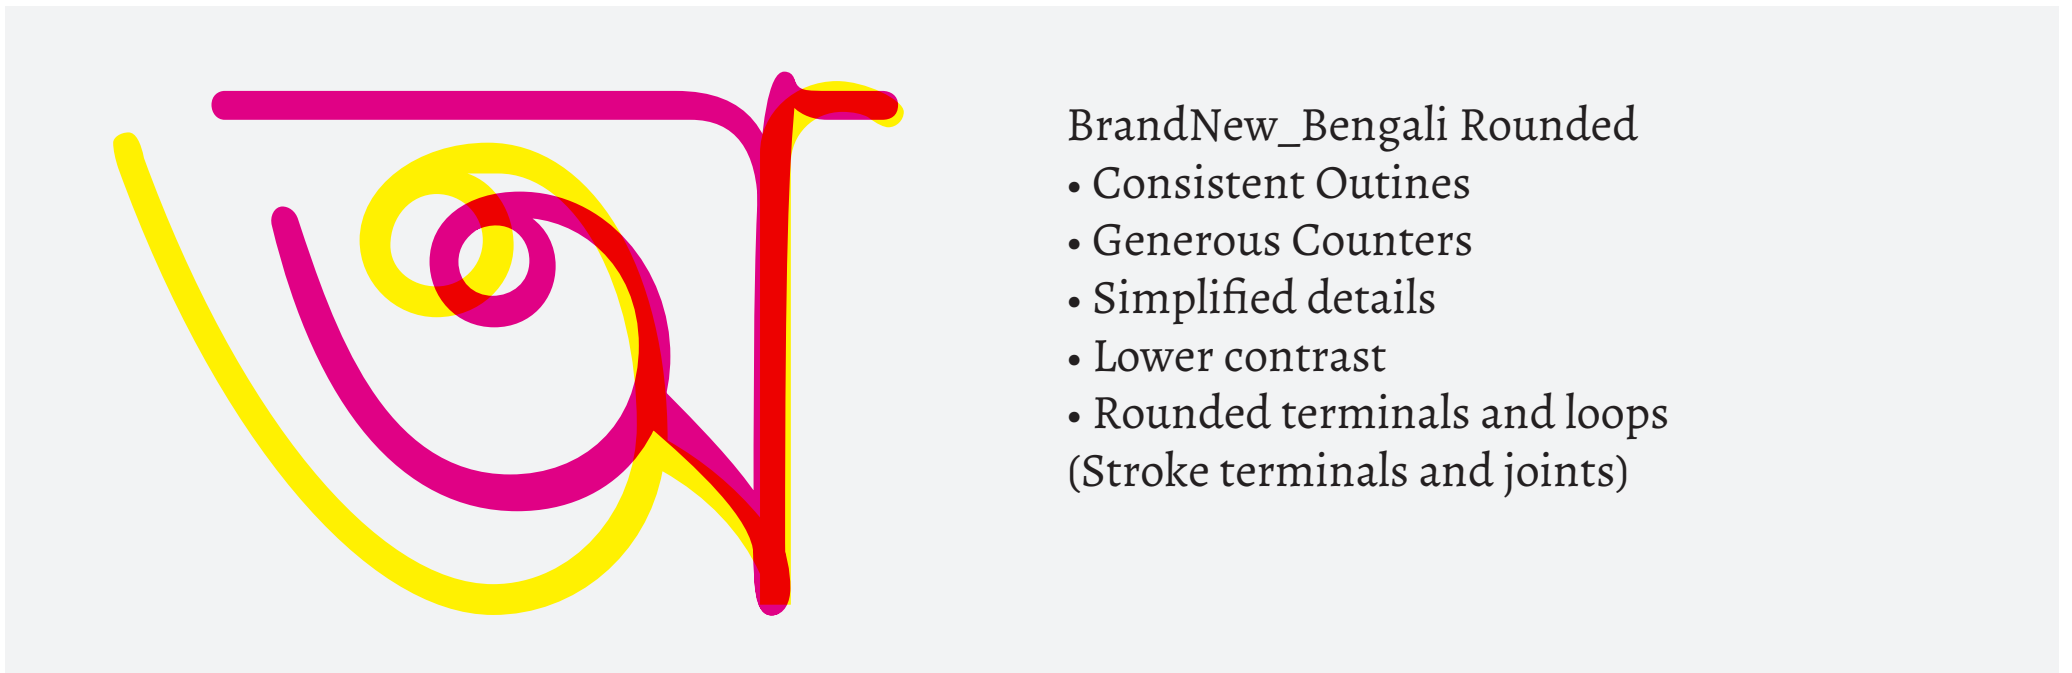 অ
BrandNew_Bengali Rounded
• Consistent Outines
• Generous Counters
• Simplified details
• Lower contrast
• Rounded terminals and loops
(Stroke terminals and joints)